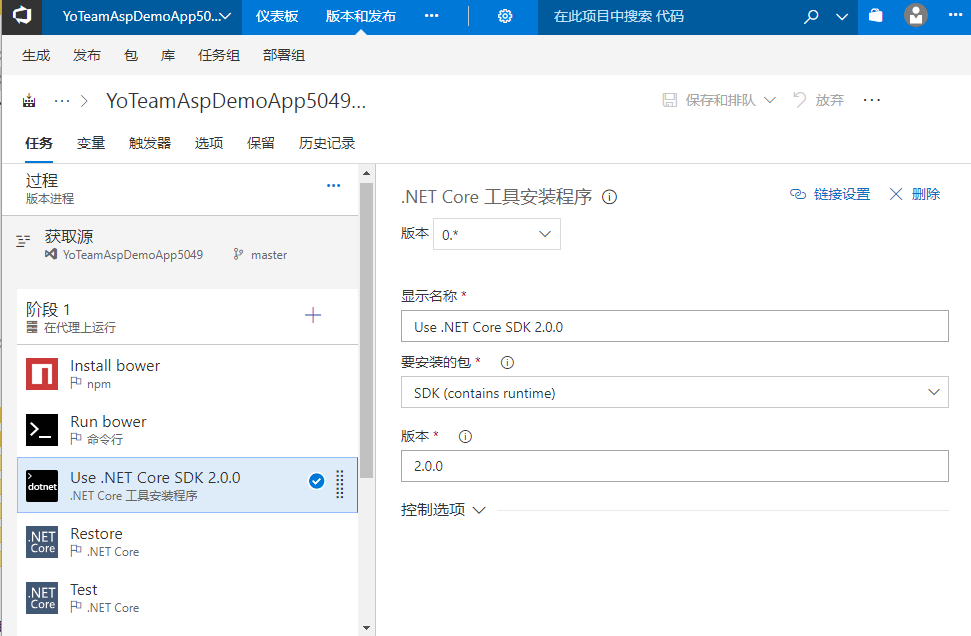 YoTeamAspDemoApp50... 仪表板 版本和发布 ··· 在此项目中搜索 代码 ···
生成 发布 包 库 任务组 部署组
··· YoTeamAspDemoApp5049... 保存和排队 放弃 ···
任务 变量 触发器 选项 保留 历史记录
过程 ···
版本进程
获取源
YoTeamAspDemoApp5049 master
阶段 1
在代理上运行
Install bower
npm
Run bower
命令行
dotnet
Use .NET Core SDK 2.0.0
.NET Core 工具安装程序
.NET
Core
Restore
.NET Core
.NET
Core
Test
.NET Core
.NET Core 工具安装程序 链接设置 删除
版本 0.*
显示名称 *
Use .NET Core SDK 2.0.0
要安装的包 *
SDK (contains runtime)
版本 *
2.0.0
控制选项